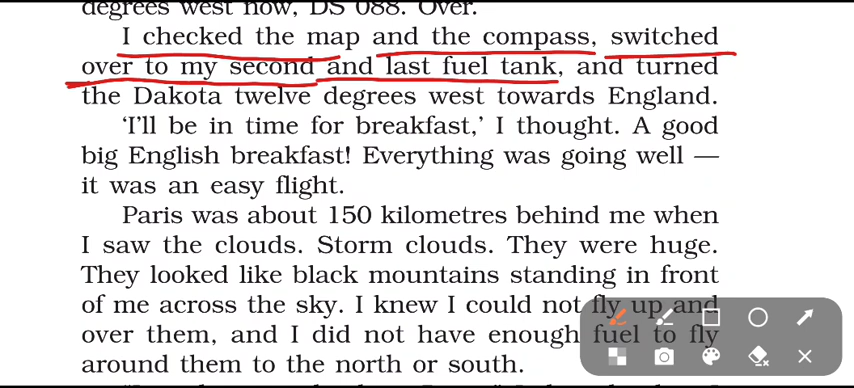 degrees west now, DS 088. Over.
I checked the map and the compass, switched
over to my second and last fuel tank, and turned
the Dakota twelve degrees west towards England.
‘I’ll be in time for breakfast,’ I thought. A good
big English breakfast! Everything was going well —
it was an easy flight.
Paris was about 150 kilometres behind me when
I saw the clouds. Storm clouds. They were huge.
They looked like black mountains standing in front
of me across the sky. I knew I could not fly up and
over them, and I did not have enough fuel to fly
around them to the north or south.